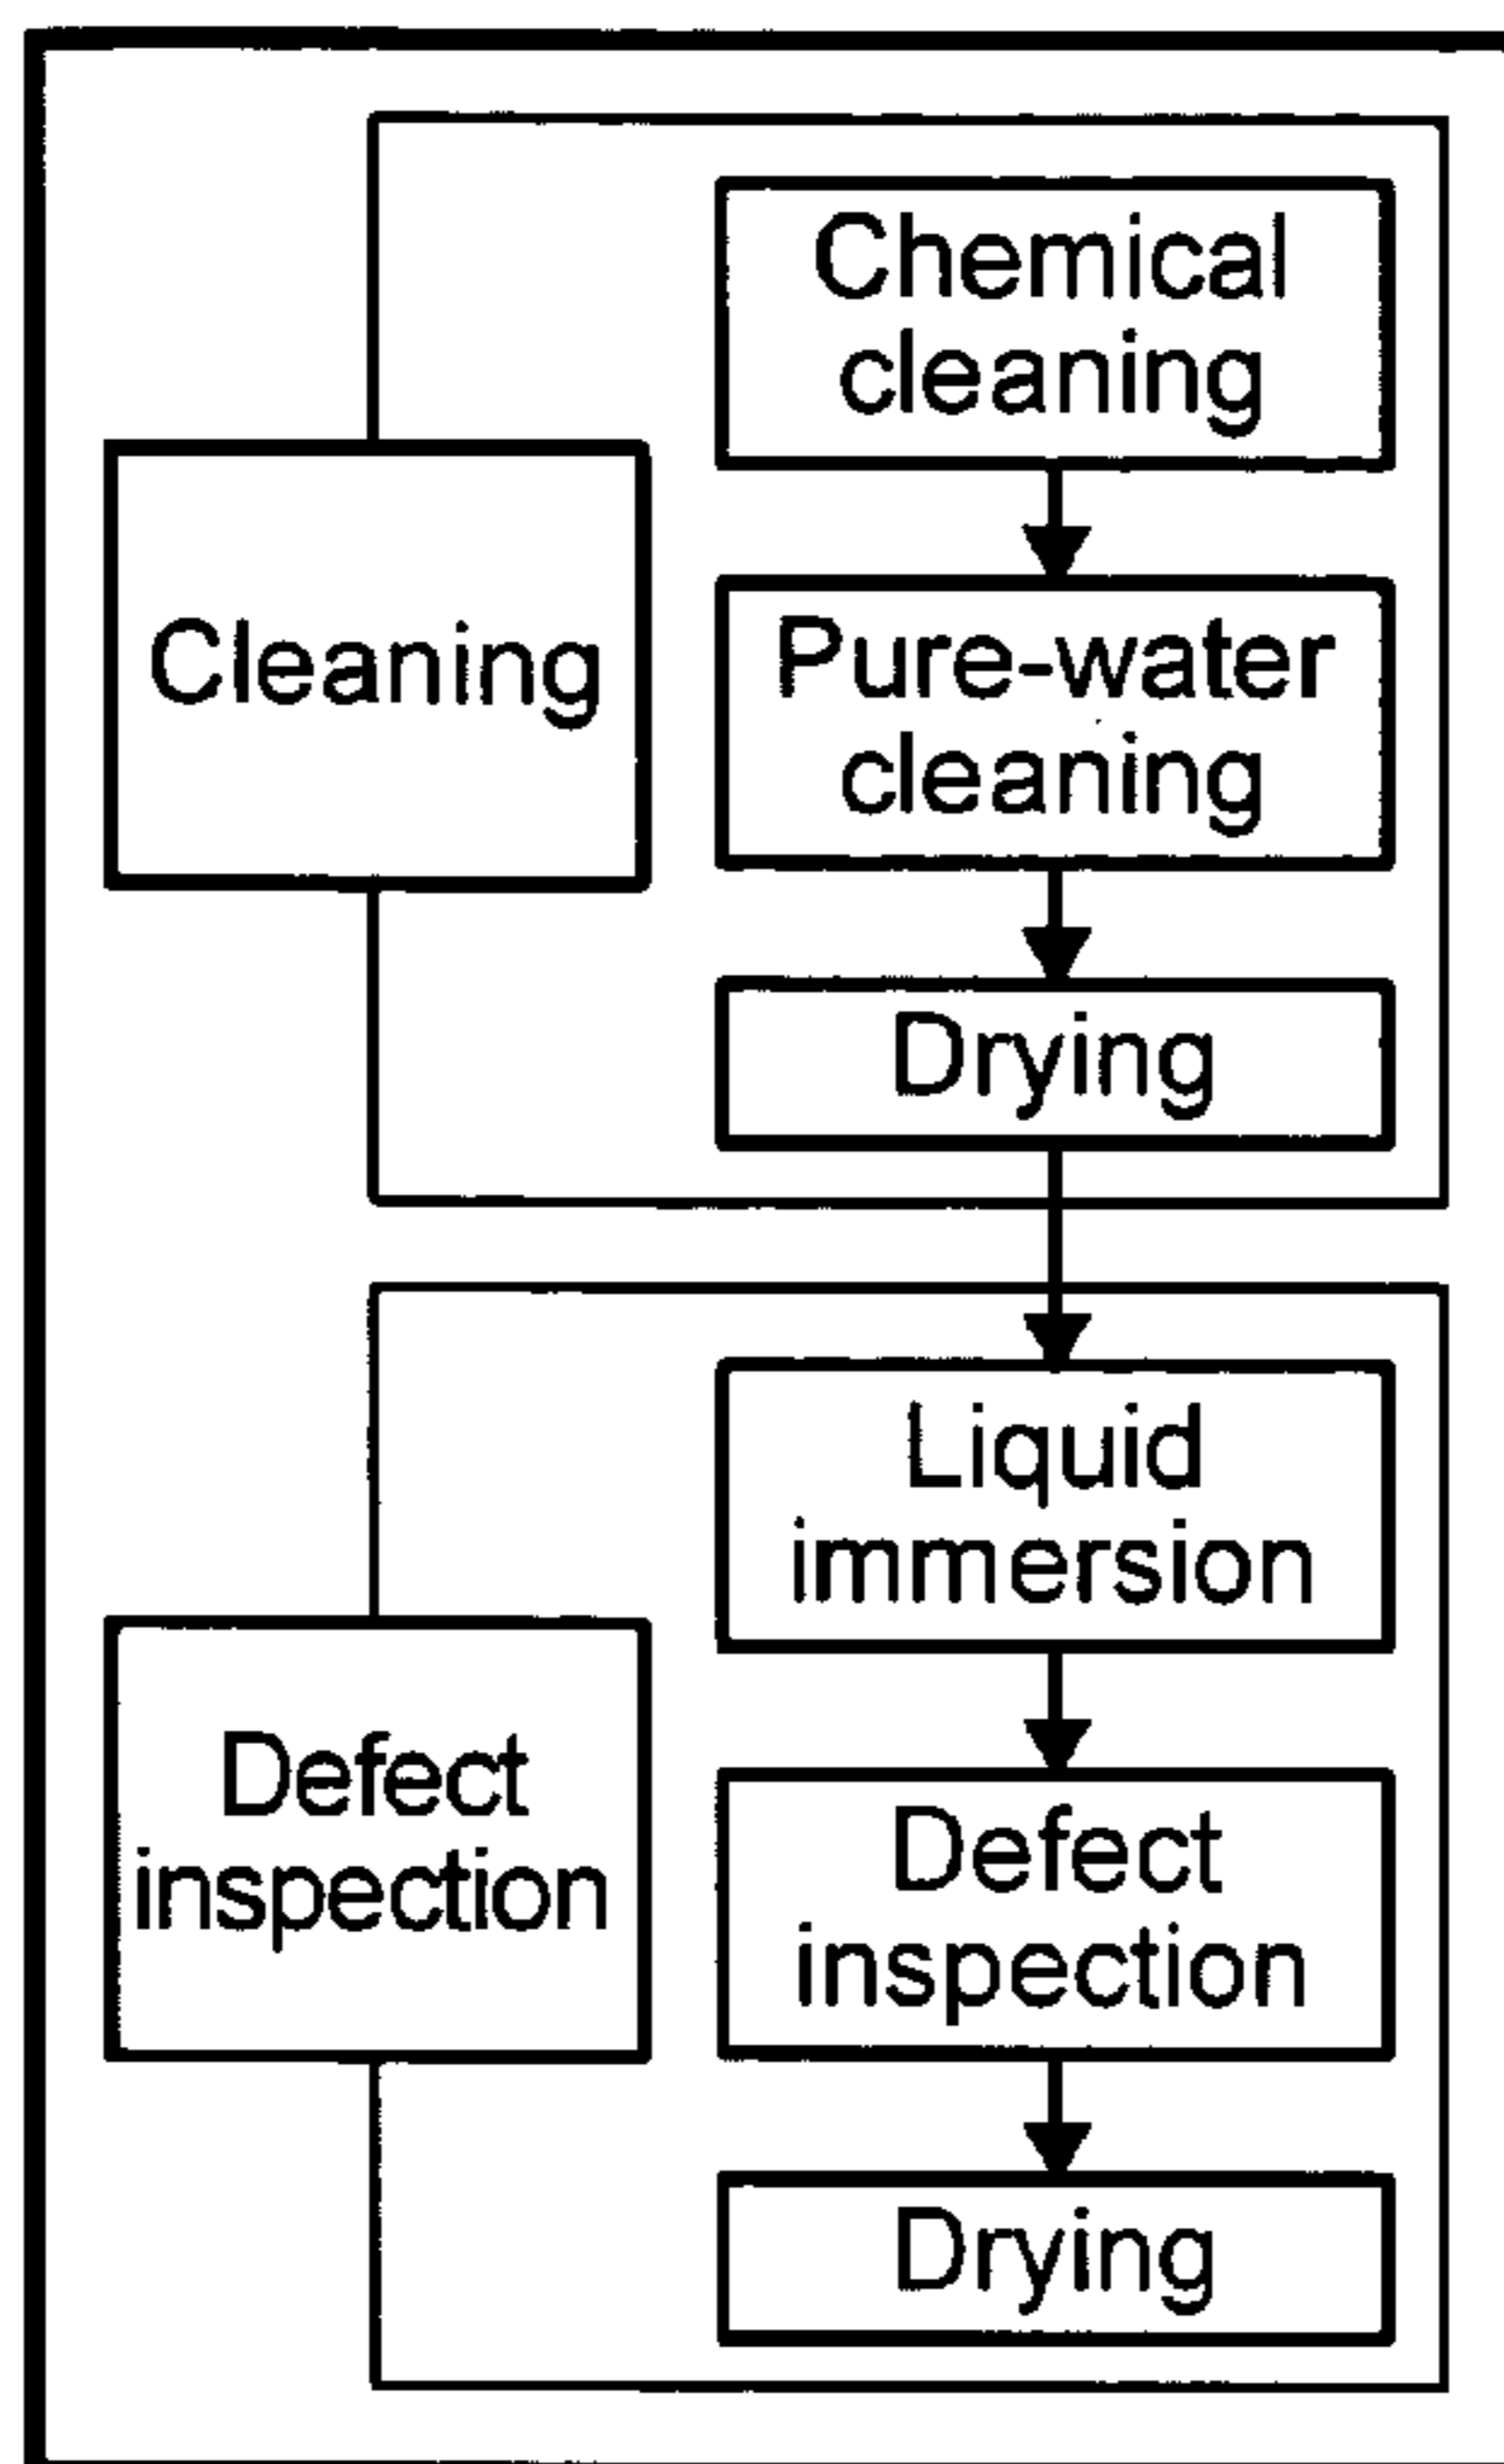 Cleaning
Chemical
cleaning
Pure-water
cleaning
Drying
Defect
inspection
Liquid
immersion
Defect
inspection
Drying